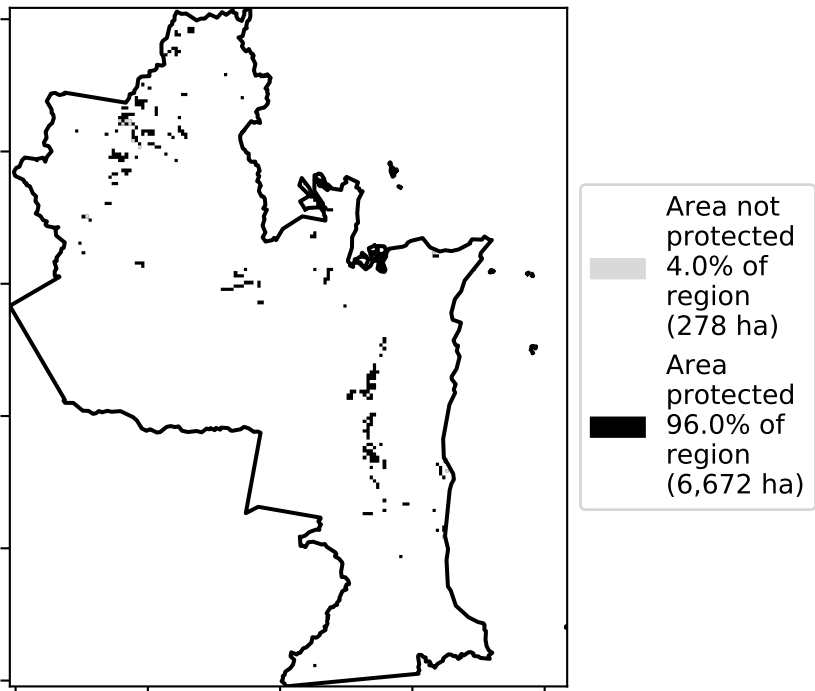 Area not
protected
4.0% of
region
(278 ha)
Area
protected
96.0% of
region
(6,672 ha)